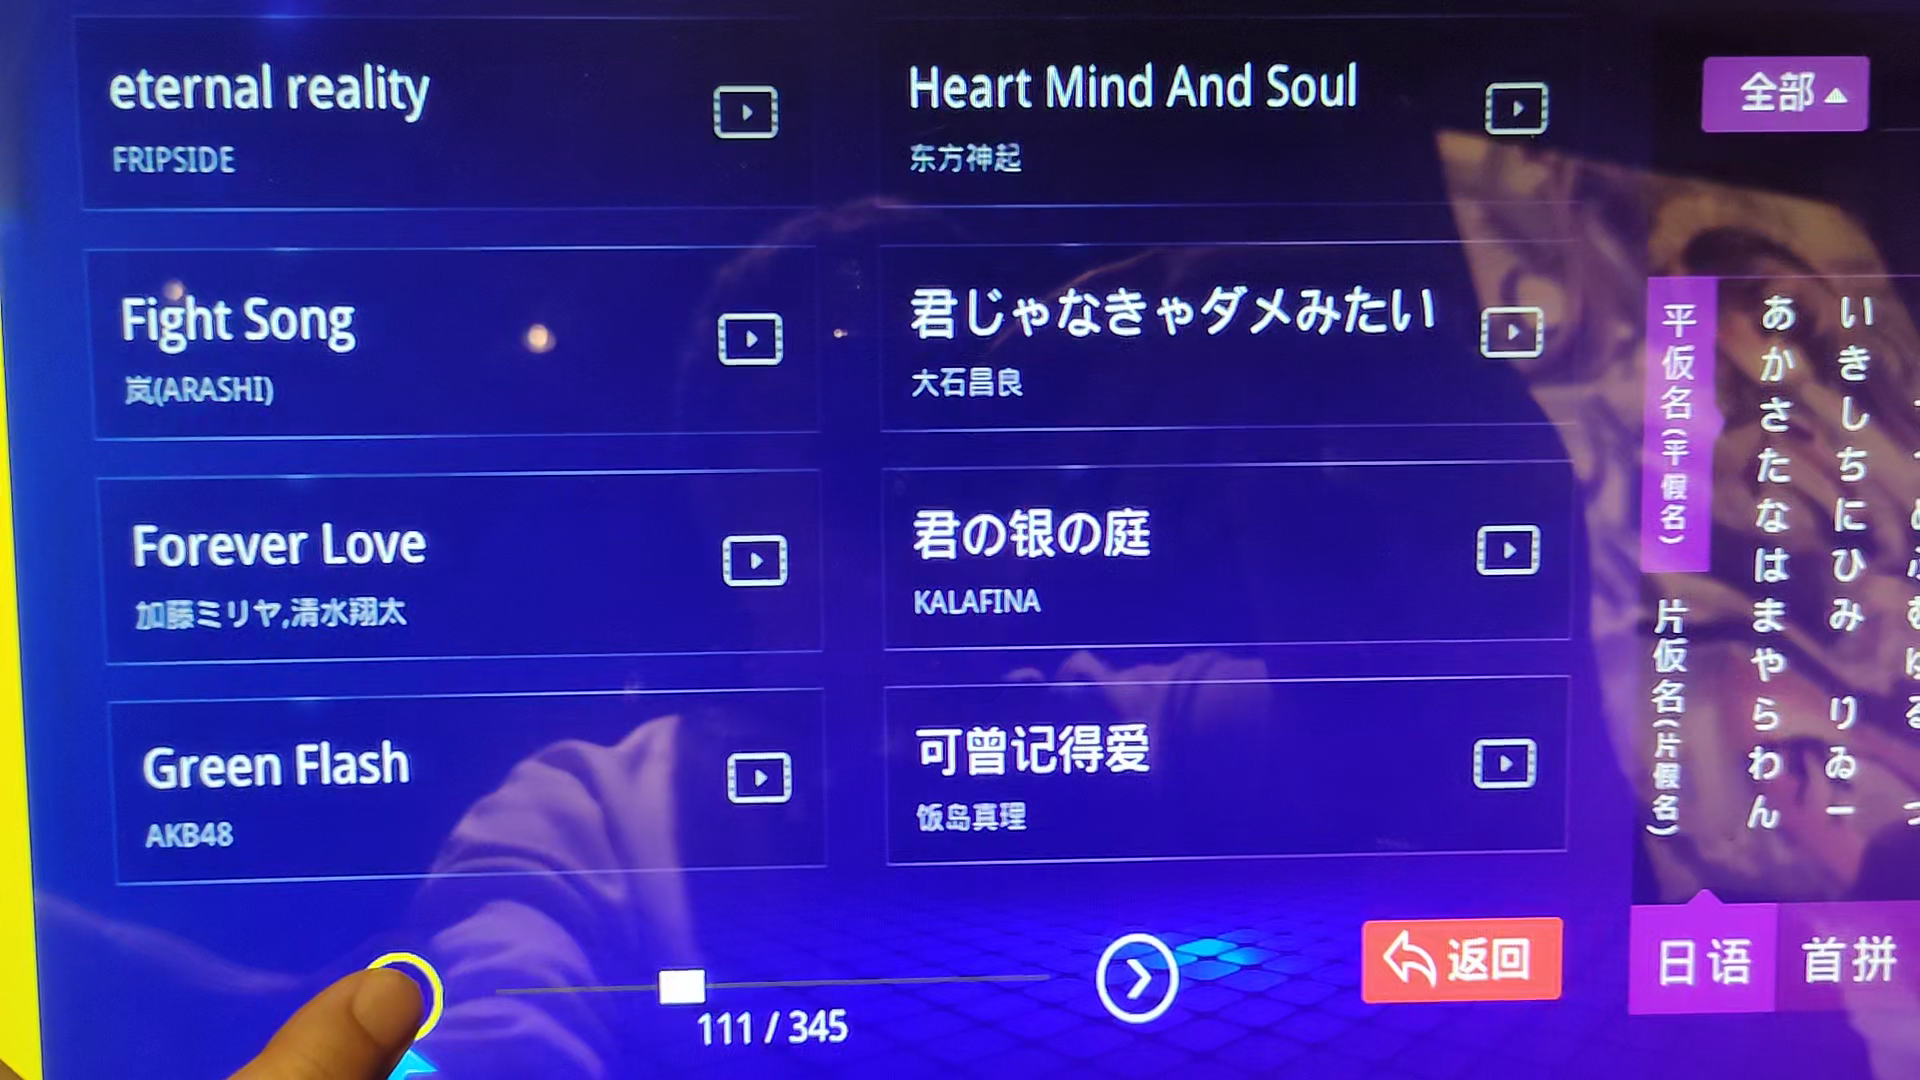 eternal reality
FRIPSIDE
Heart Mind And Soul
东方神起
Fight Song
岚(ARASHI)
君じゃなきゃダメみたい
大石昌良
Forever Love
加藤ミリヤ,清水翔太
君の银の庭
KALAFINA
Green Flash
AKB48
可曾记得爱
饭岛真理
111 / 345
返回
全部
平仮名(平假名)
片仮名(片假名)
あかさたなはまやらわん
いきしちにひみ りゐー
日语
首拼